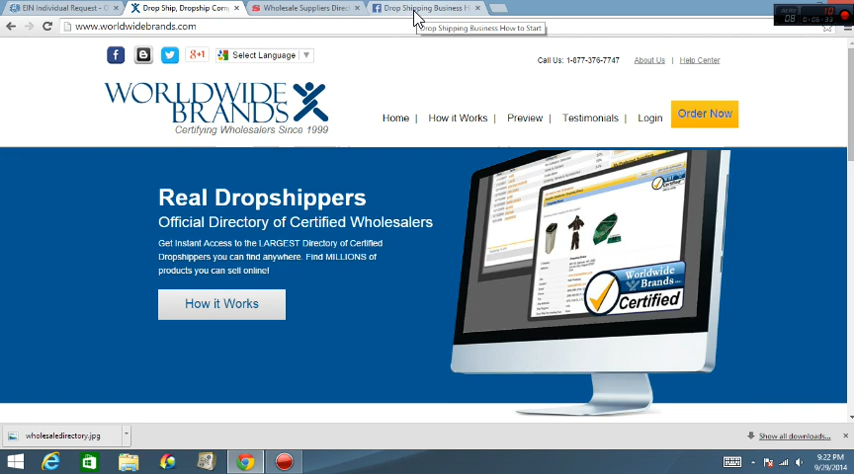 EIN Individual Request - O
Drop Ship, Dropship Com
Wholesale Suppliers Direct
Drop Shipping Business H
www.worldwidebrands.com
Drop Shipping Business How to Start
Select Language
Call Us: 1-877-376-7747 About Us | Help Center
WORLDWIDE
BRANDS
Certifying Wholesalers Since 1999
Home | How it Works | Preview | Testimonials | Login Order Now
Real Dropshippers
Official Directory of Certified Wholesalers
Get Instant Access to the LARGEST Directory of Certified
Dropshippers you can find anywhere. Find MILLIONS of
products you can sell online!
How it Works
Worldwide
Brands
Certified
wholesaledirectory.jpg
Show all downloads...
9:22 PM
9/29/2014